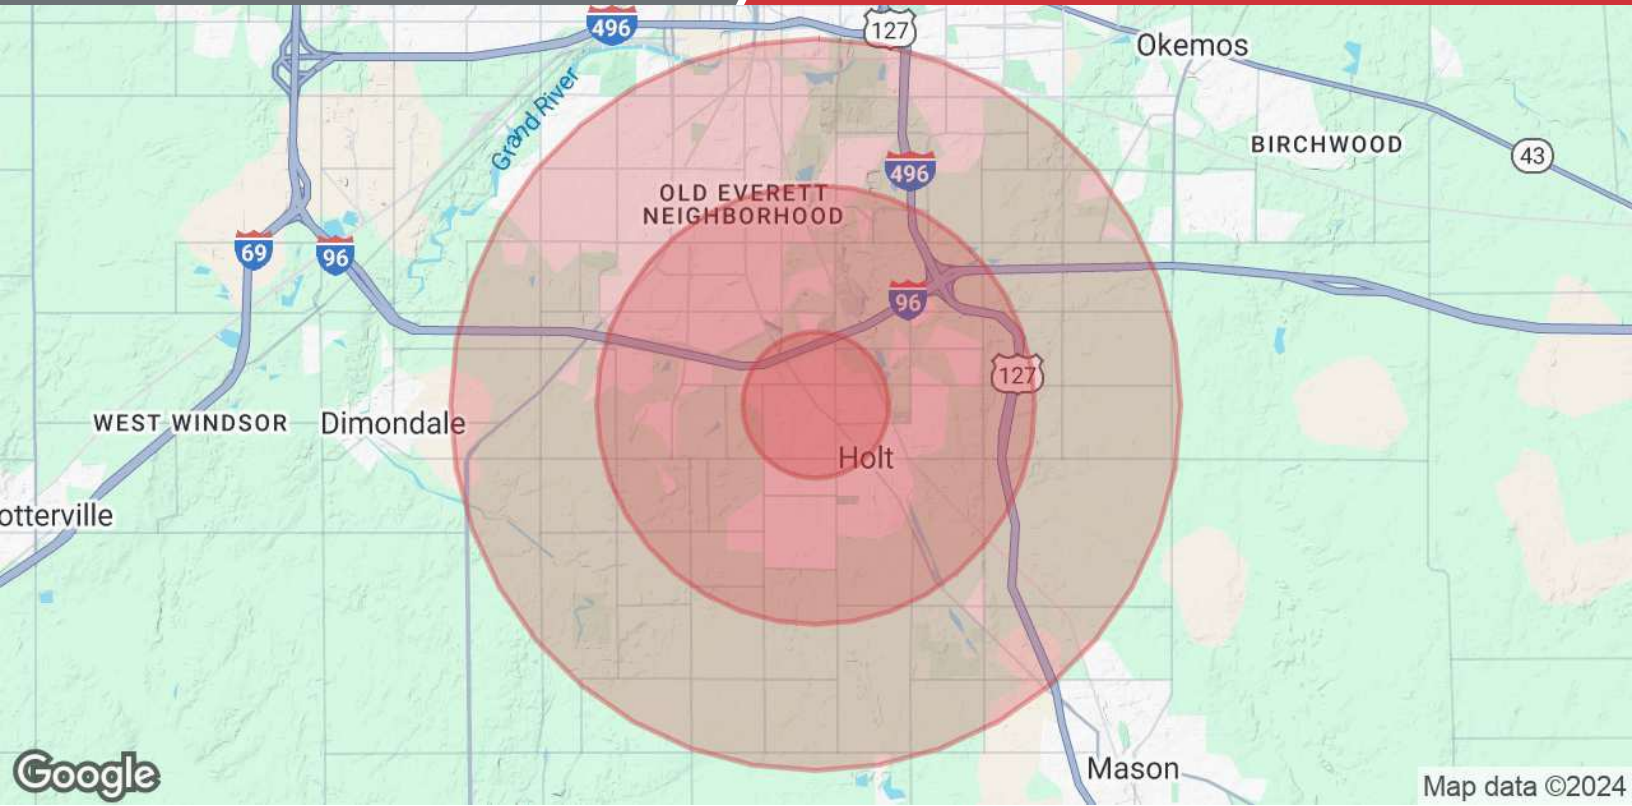 496
127
Okemos
Grand River
BIRCHWOOD
43
496
OLD EVERETT
NEIGHBORHOOD
69
96
96
127
WEST WINDSOR
Dimondale
Holt
otterville
Mason
Google
Map data ©2024